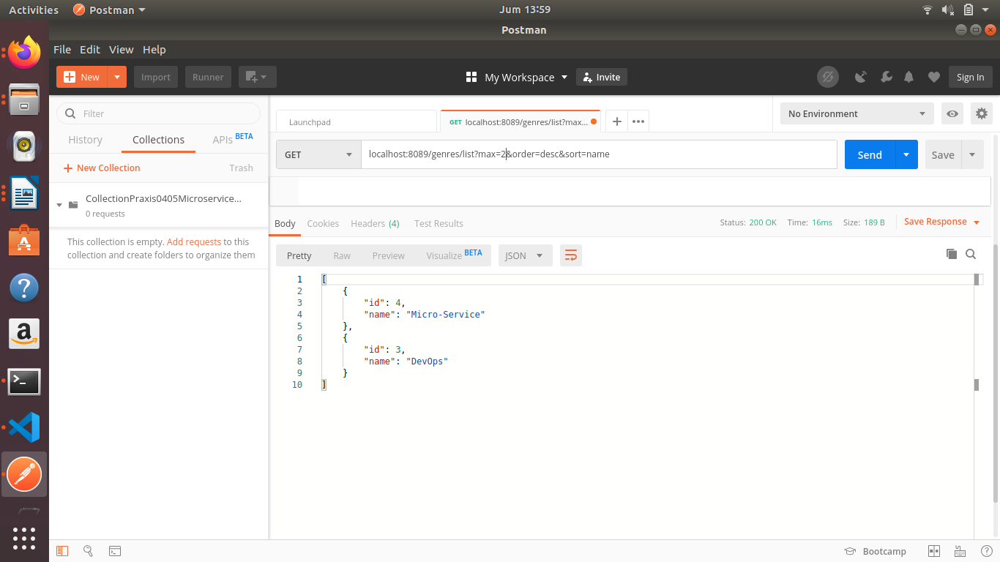 Activities Postman Jum 13:59
Postman
File Edit View Help
New Import Runner My Workspace Invite Sign In
Filter
History Collections APIs BETA
New Collection Trash
CollectionPraxis0405Microservice...
0 requests
This collection is empty. Add requests to this
collection and create folders to organize them
Launchpad GET localhost:8089/genres/list?max... No Environment
GET localhost:8089/genres/list?max=2&order=desc&sort=name Send Save
Body Cookies Headers (4) Test Results Status: 200 OK Time: 16ms Size: 189 B Save Response
Pretty Raw Preview Visualize BETA JSON
1 [
2 {
3 "id": 4,
4 "name": "Micro-Service"
5 },
6 {
7 "id": 3,
8 "name": "DevOps"
9 }
10 ]
Bootcamp